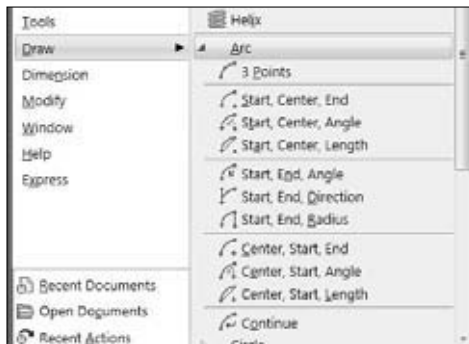 Tools
Draw
Dimension
Modify
Window
Help
Express
Recent Documents
Open Documents
Recent Actions
Helix
Arc
3 Points
Start, Center, End
Start, Center, Angle
Start, Center, Length
Start, End, Angle
Start, End, Direction
Start, End, Radius
Center, Start, End
Center, Start, Angle
Center, Start, Length
Continue
Circle